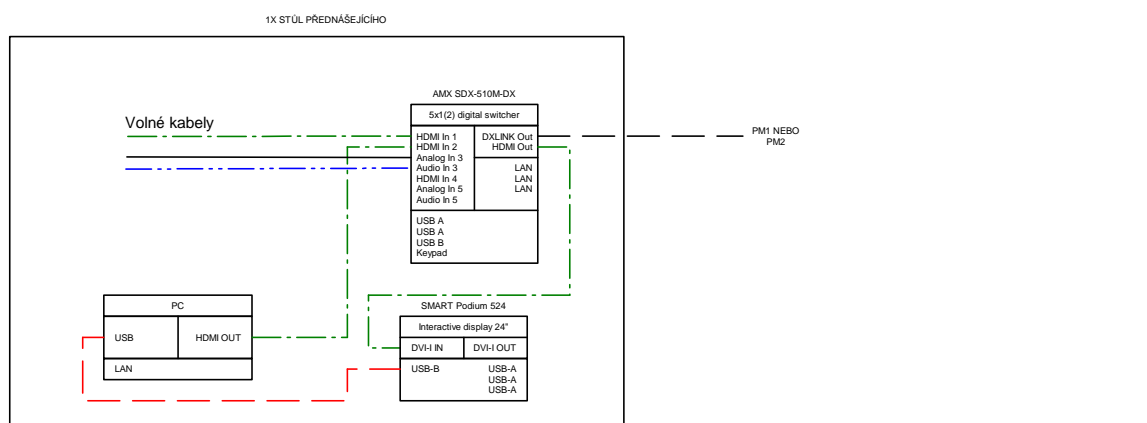 1X STŮL PŘEDNÁŠEJÍCÍHO
AMX SDX-510M-DX
5x1(2) digital switcher
Volné kabely
HDMI In 1
HDMI In 2
Analog In 3
Audio In 3
HDMI In 4
Analog In 5
Audio In 5
DXLINK Out
HDMI Out
LAN
LAN
LAN
USB A
USB A
USB B
Keypad
PM1 NEBO
PM2
PC
USB
HDMI OUT
LAN
SMART Podium 524
Interactive display 24"
DVI-I IN
DVI-I OUT
USB-B
USB-A
USB-A
USB-A